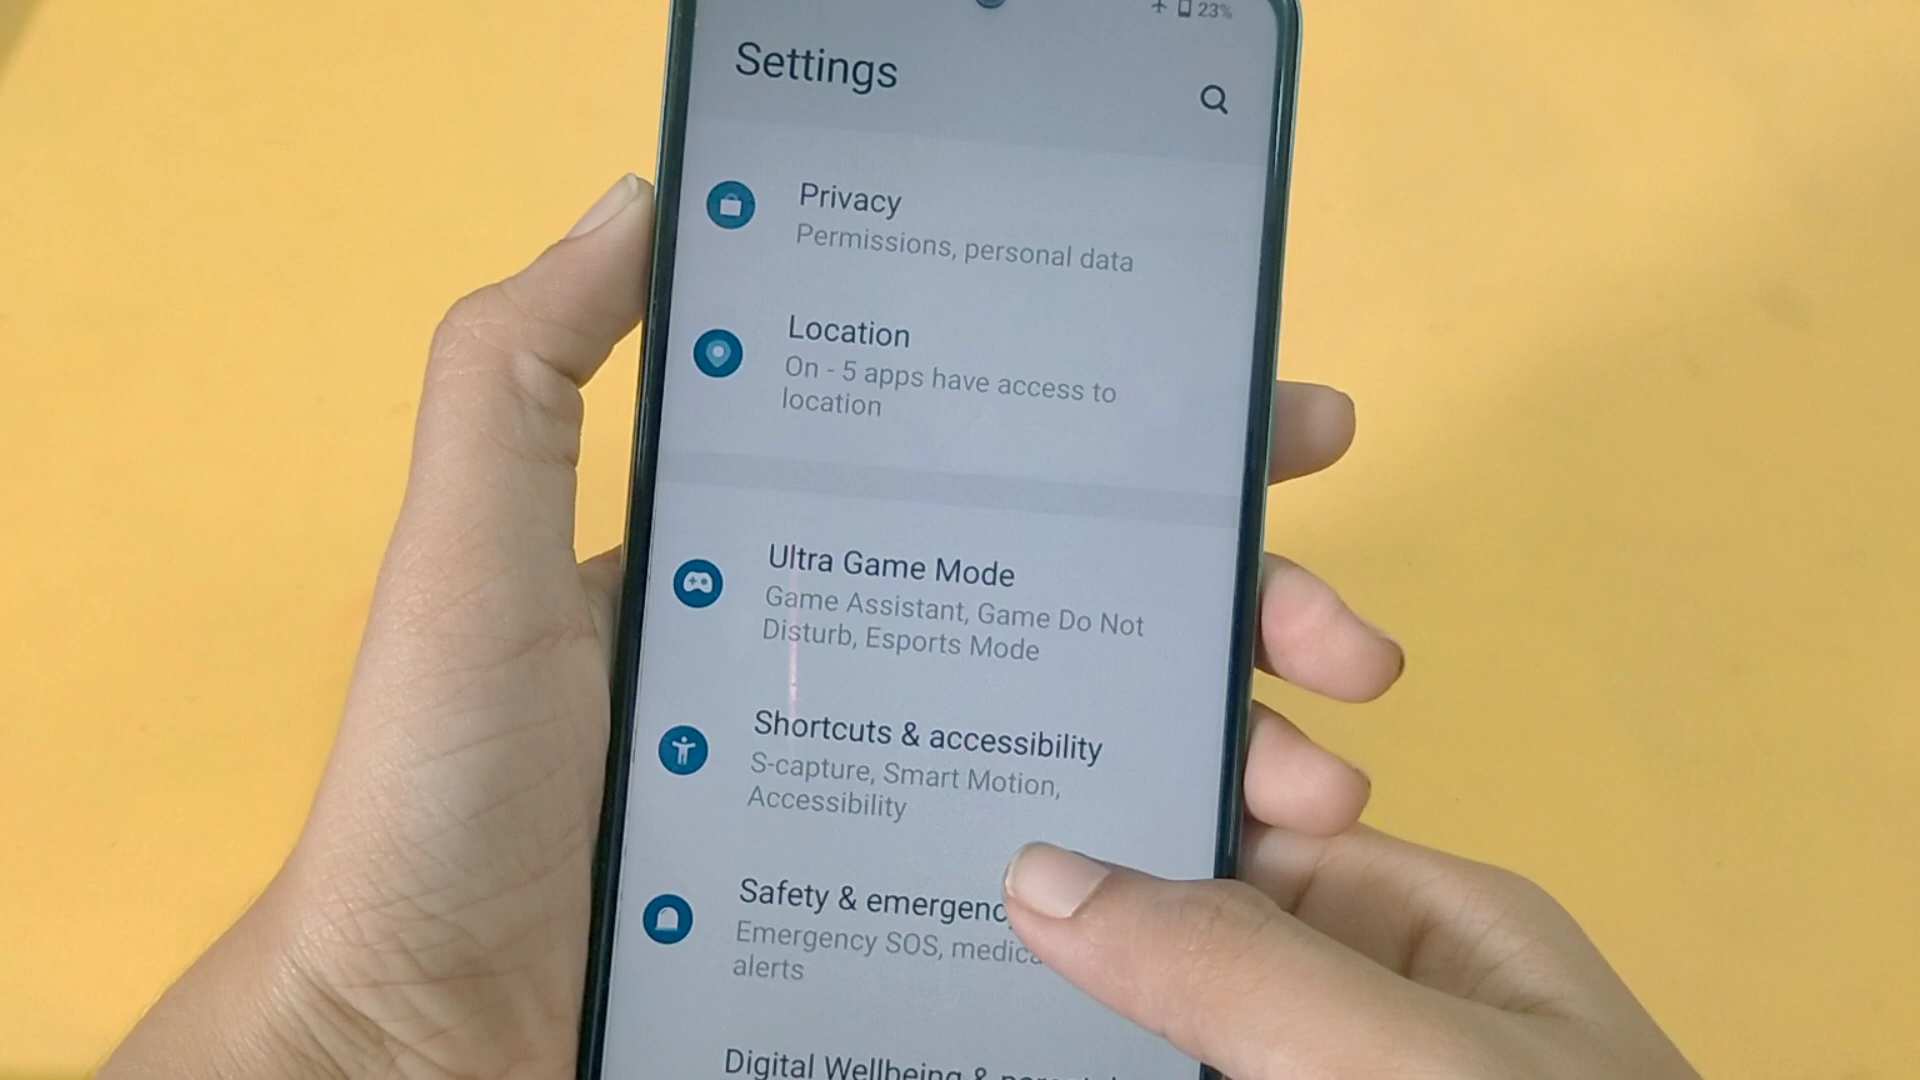 23%
Settings
Privacy
Permissions, personal data
Location
On - 5 apps have access to
location
Ultra Game Mode
Game Assistant, Game Do Not
Disturb, Esports Mode
Shortcuts & accessibility
S-capture, Smart Motion,
Accessibility
Safety & emergenc
Emergency SOS, medica
alerts
Digital Wellbeing &